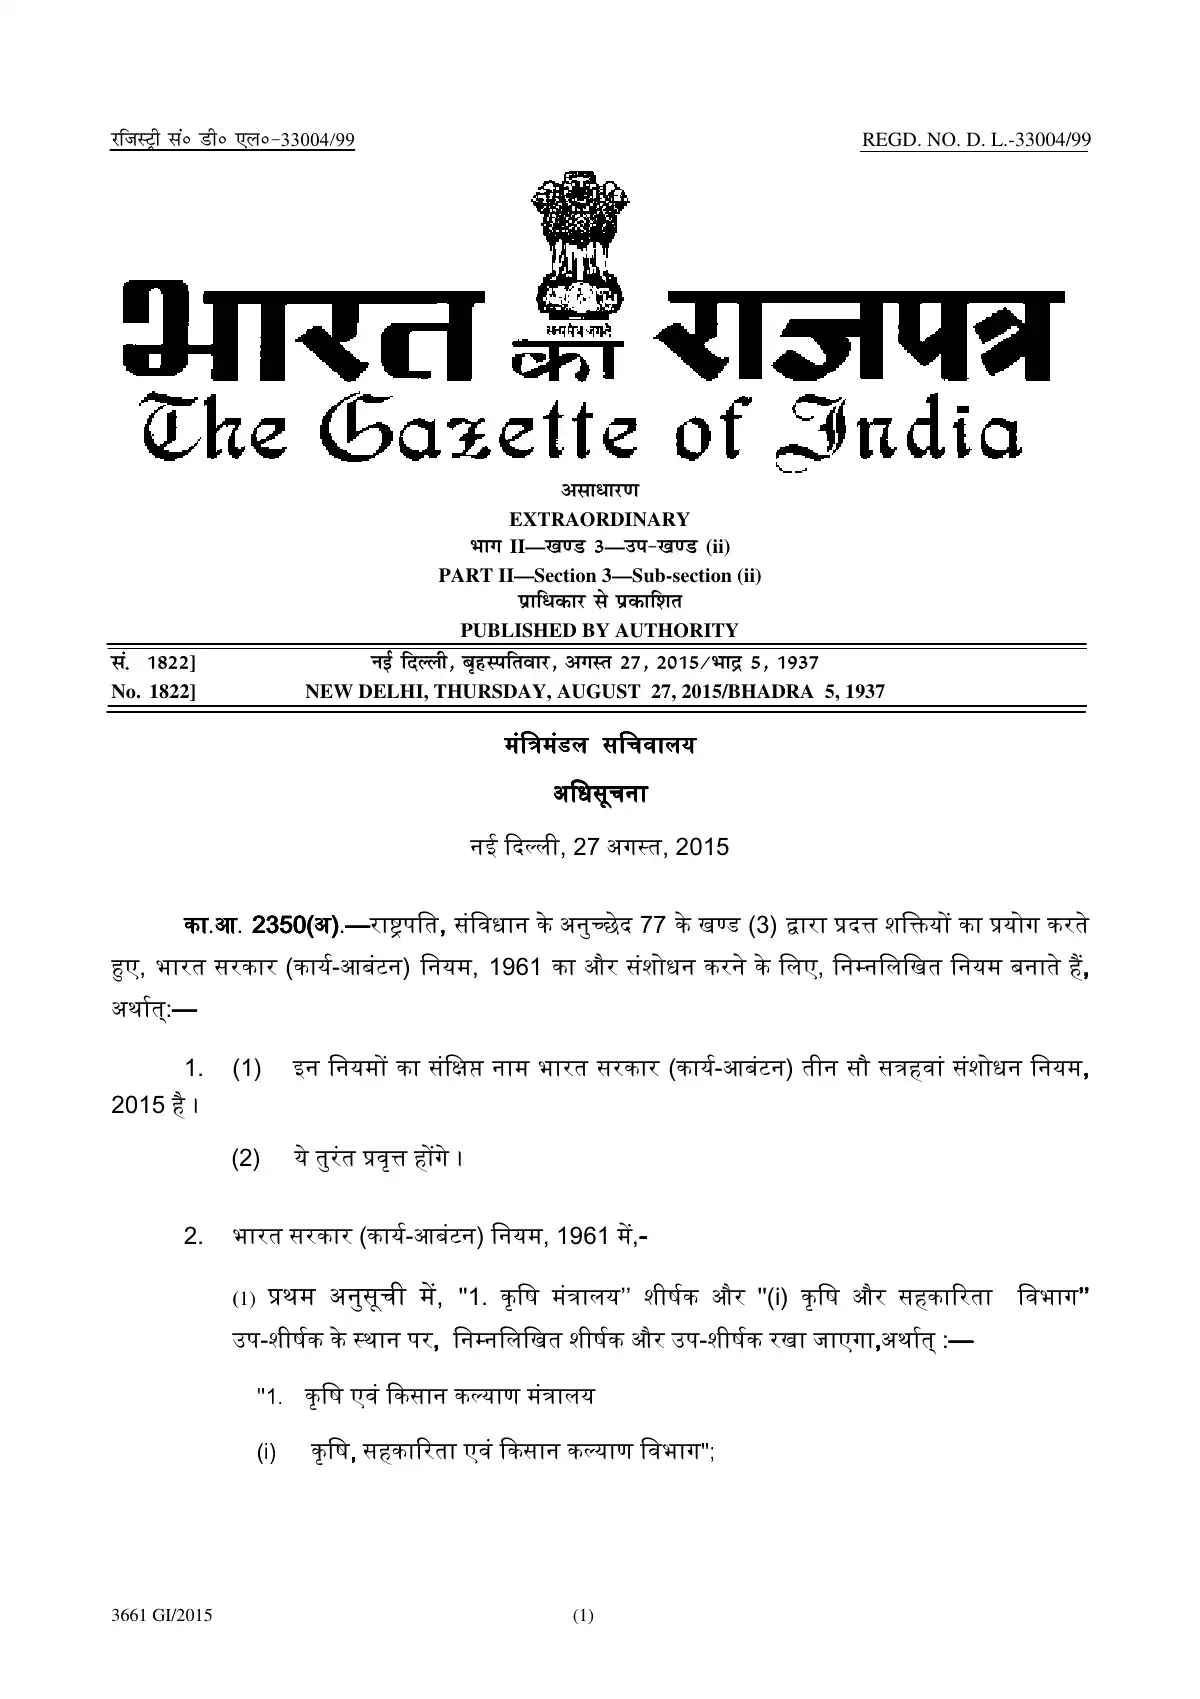 रजिस्ट्री सं० डी० एल०-33004/99
REGD. NO. D. L.-33004/99
भारत का राजपत्र
The Gazette of India
असाधारण
EXTRAORDINARY
भाग II—खण्ड 3—उप-खण्ड (ii)
PART II—Section 3—Sub-section (ii)
प्राधिकार से प्रकाशित
PUBLISHED BY AUTHORITY
सं. 1822]
नई दिल्ली, बृहस्पतिवार, अगस्त 27, 2015/भाद्र 5, 1937
No. 1822]
NEW DELHI, THURSDAY, AUGUST 27, 2015/BHADRA 5, 1937
मंत्रिमंडल सचिवालय
अधिसूचना
नई दिल्ली, 27 अगस्त, 2015
का.आ. 2350(अ).—राष्ट्रपति, संविधान के अनुच्छेद 77 के खण्ड (3) द्वारा प्रदत्त शक्तियों का प्रयोग करते
हुए, भारत सरकार (कार्य-आबंटन) नियम, 1961 का और संशोधन करने के लिए, निम्नलिखित नियम बनाते हैं,
अर्थात्:—
1. (1) इन नियमों का संक्षिप्त नाम भारत सरकार (कार्य-आबंटन) तीन सौ सत्रहवां संशोधन नियम,
2015 है।
(2) ये तुरंत प्रवृत्त होंगे।
2. भारत सरकार (कार्य-आबंटन) नियम, 1961 में,-
(1) प्रथम अनुसूची में, "1. कृषि मंत्रालय’’ शीर्षक और "(i) कृषि और सहकारिता विभाग”
उप-शीर्षक के स्थान पर, निम्नलिखित शीर्षक और उप-शीर्षक रखा जाएगा,अर्थात् :—
"1. कृषि एवं किसान कल्याण मंत्रालय
(i) कृषि, सहकारिता एवं किसान कल्याण विभाग";
3661 GI/2015
(1)